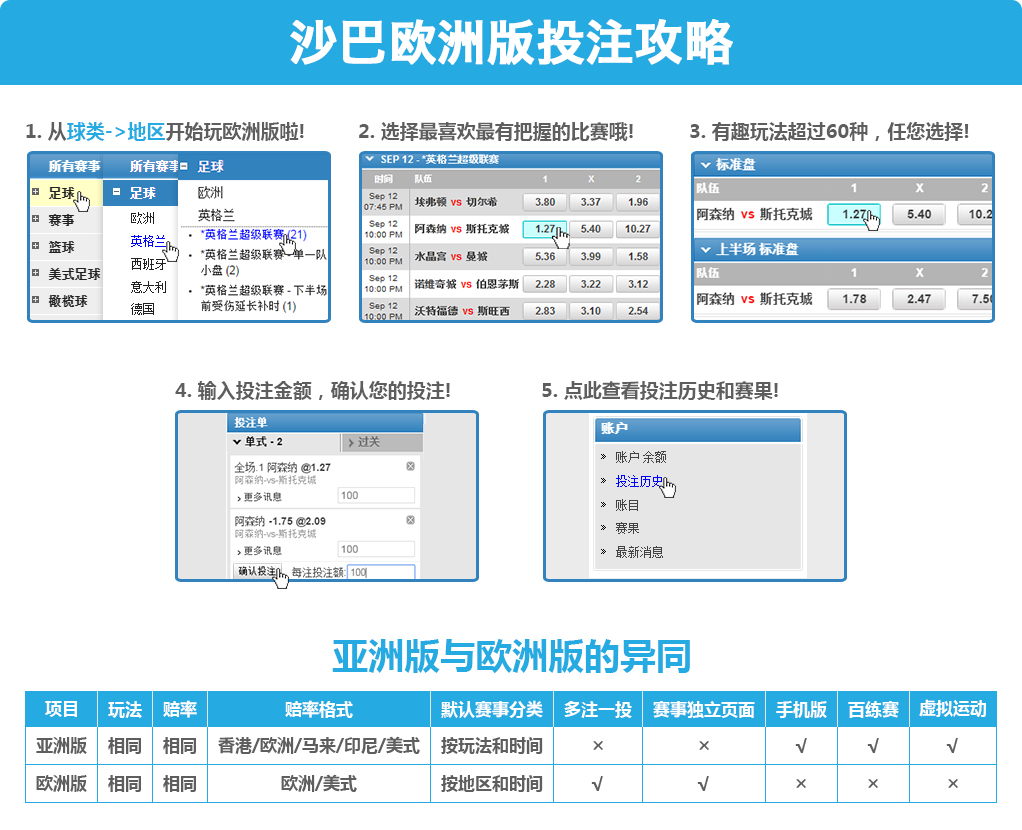 沙巴欧洲版投注攻略
1. 从球类->地区开始玩欧洲版啦!
所有赛事 所有赛事 足球
足球 足球 欧洲
赛事 欧洲 英格兰
篮球 英格兰 *英格兰超级联赛 (21)
美式足球 西班牙 *英格兰超级联赛 - 单一队
小盘 (2)
橄榄球 意大利 *英格兰超级联赛 - 下半场
德国 前受伤延长补时 (1)
2. 选择最喜欢最有把握的比赛哦!
SEP 12 - *英格兰超级联赛
时间 队伍 1 X 2
Sep 12
07:45 PM 埃弗顿 vs 切尔希 3.80 3.37 1.96
Sep 12
10:00 PM 阿森纳 vs 斯托克城 1.27 5.40 10.27
Sep 12
10:00 PM 水晶宫 vs 曼城 5.36 3.99 1.58
Sep 12
10:00 PM 诺维奇城 vs 伯恩茅斯 2.28 3.22 3.12
Sep 12
10:00 PM 沃特福德 vs 斯旺西 2.83 3.10 2.54
3. 有趣玩法超过60种，任您选择!
标准盘
队伍 1 X 2
阿森纳 vs 斯托克城 1.27 5.40 10.2
上半场 标准盘
队伍 1 X 2
阿森纳 vs 斯托克城 1.78 2.47 7.50
4. 输入投注金额，确认您的投注!
投注单
单式 - 2 过关
全场.1 阿森纳 @1.27
阿森纳-vs-斯托克城
更多讯息 100
阿森纳 -1.75 @2.09
阿森纳-vs-斯托克城
更多讯息 100
确认投注 每注投注额: 100
5. 点此查看投注历史和赛果!
账户
» 账户 余额
» 投注历史
» 账目
» 赛果
» 最新消息
亚洲版与欧洲版的异同
项目 玩法 赔率 赔率格式 默认赛事分类 多注一投 赛事独立页面 手机版 百练赛 虚拟运动
亚洲版 相同 相同 香港/欧洲/马来/印尼/美式 按玩法和时间 × × √ √ √
欧洲版 相同 相同 欧洲/美式 按地区和时间 √ √ × × ×